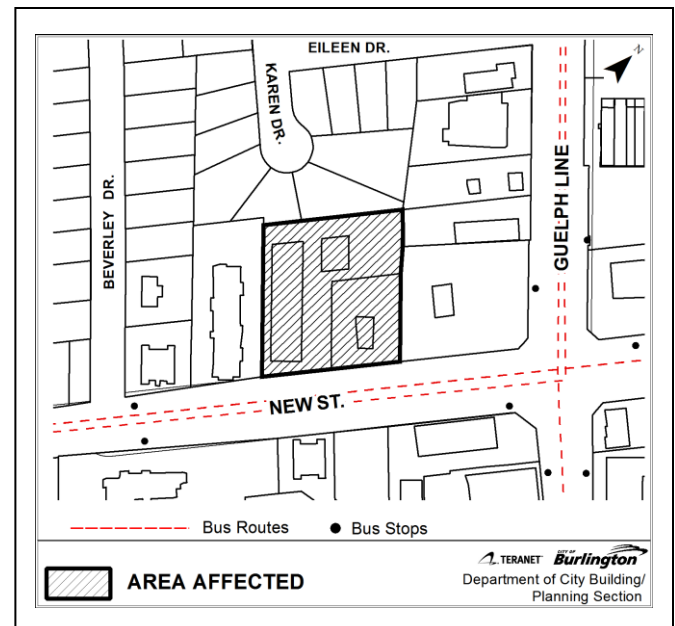 EILEEN DR.
N
KAREN DR.
BEVERLEY DR.
GUELPH LINE
NEW ST.
Bus Routes
Bus Stops
AREA AFFECTED
TERANET
CITY OF
Burlington
Department of City Building/
Planning Section